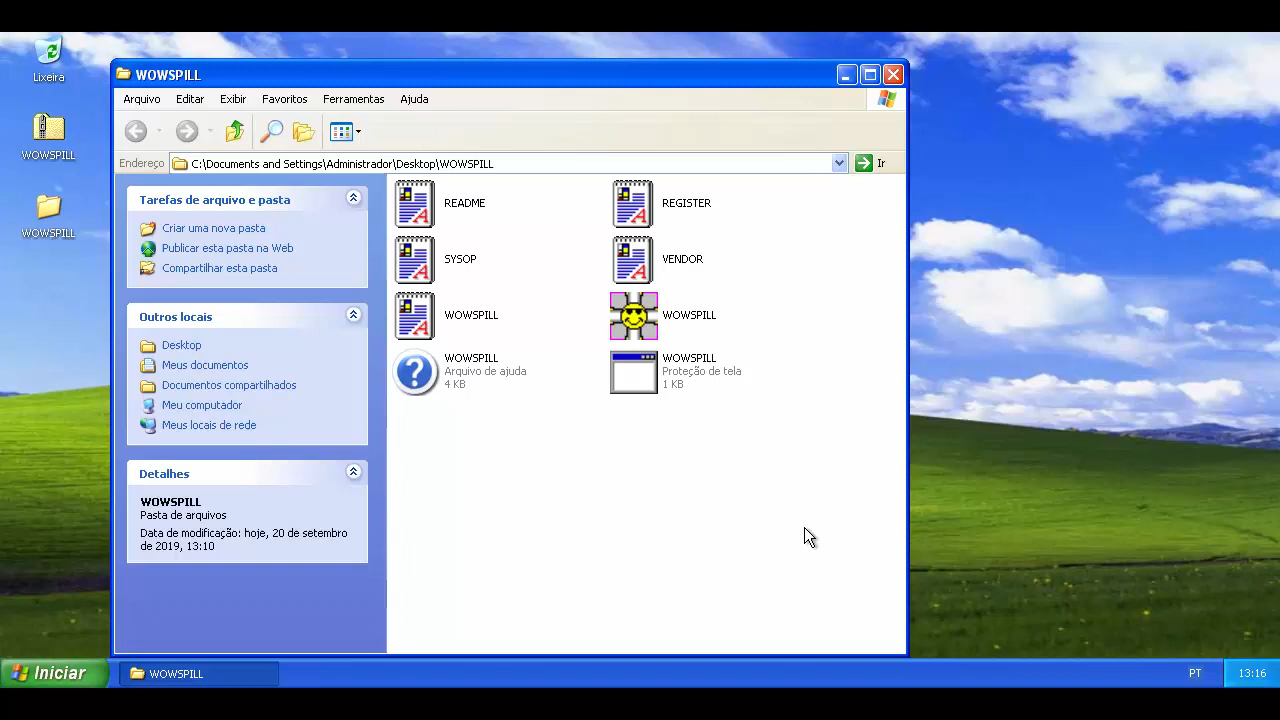 Lixeira
WOWSPILL
WOWSPILL
WOWSPILL
Arquivo Editar Exibir Favoritos Ferramentas Ajuda
Endereço C:\Documents and Settings\Administrador\Desktop\WOWSPILL Ir
Tarefas de arquivo e pasta
Criar uma nova pasta
Publicar esta pasta na Web
Compartilhar esta pasta
Outros locais
Desktop
Meus documentos
Documentos compartilhados
Meu computador
Meus locais de rede
Detalhes
WOWSPILL
Pasta de arquivos
Data de modificação: hoje, 20 de setembro
de 2019, 13:10
README
REGISTER
SYSOP
VENDOR
WOWSPILL
WOWSPILL
WOWSPILL
Arquivo de ajuda
4 KB
WOWSPILL
Proteção de tela
1 KB
Iniciar
WOWSPILL
PT
13:16